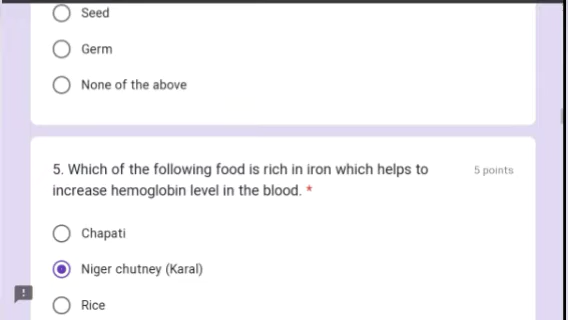 Seed
Germ
None of the above
5. Which of the following food is rich in iron which helps to
increase hemoglobin level in the blood. *
5 points
Chapati
Niger chutney (Karal)
Rice